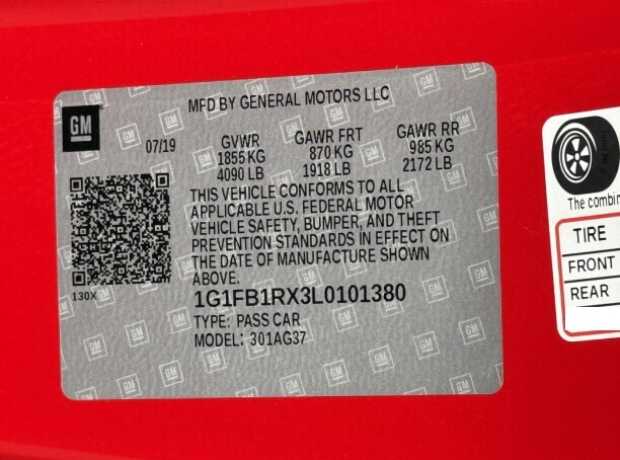 GM
MFD BY GENERAL MOTORS LLC
07/19
GVWR
1855 KG
4090 LB
GAWR FRT
870 KG
1918 LB
GAWR RR
985 KG
2172 LB
THIS VEHICLE CONFORMS TO ALL
APPLICABLE U.S. FEDERAL MOTOR
VEHICLE SAFETY, BUMPER, AND THEFT
PREVENTION STANDARDS IN EFFECT ON
THE DATE OF MANUFACTURE SHOWN
ABOVE.
130X
1G1FB1RX3L0101380
TYPE: PASS CAR
MODEL: 301AG37
The combin
TIRE
FRONT
REAR